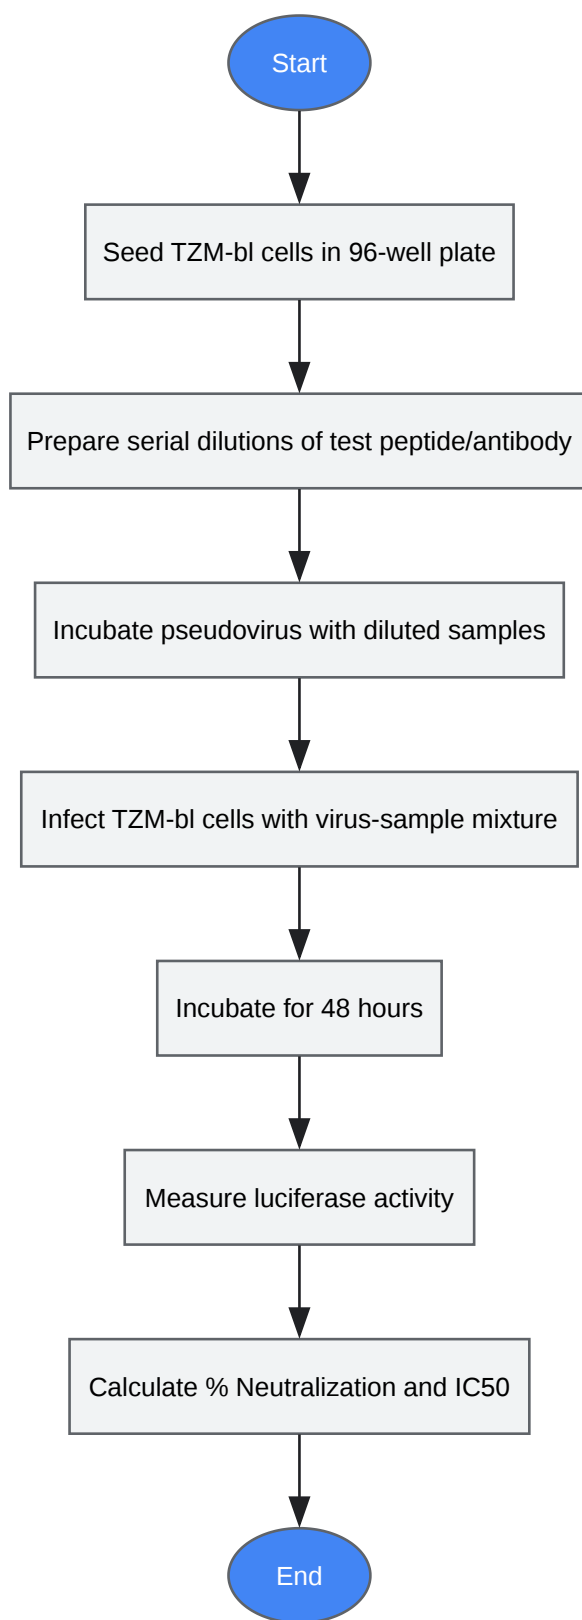 Start
Seed TZM-bl cells in 96-well plate
Prepare serial dilutions of test peptide/antibody
Incubate pseudovirus with diluted samples
Infect TZM-bl cells with virus-sample mixture
Incubate for 48 hours
Measure luciferase activity
Calculate % Neutralization and IC50
End